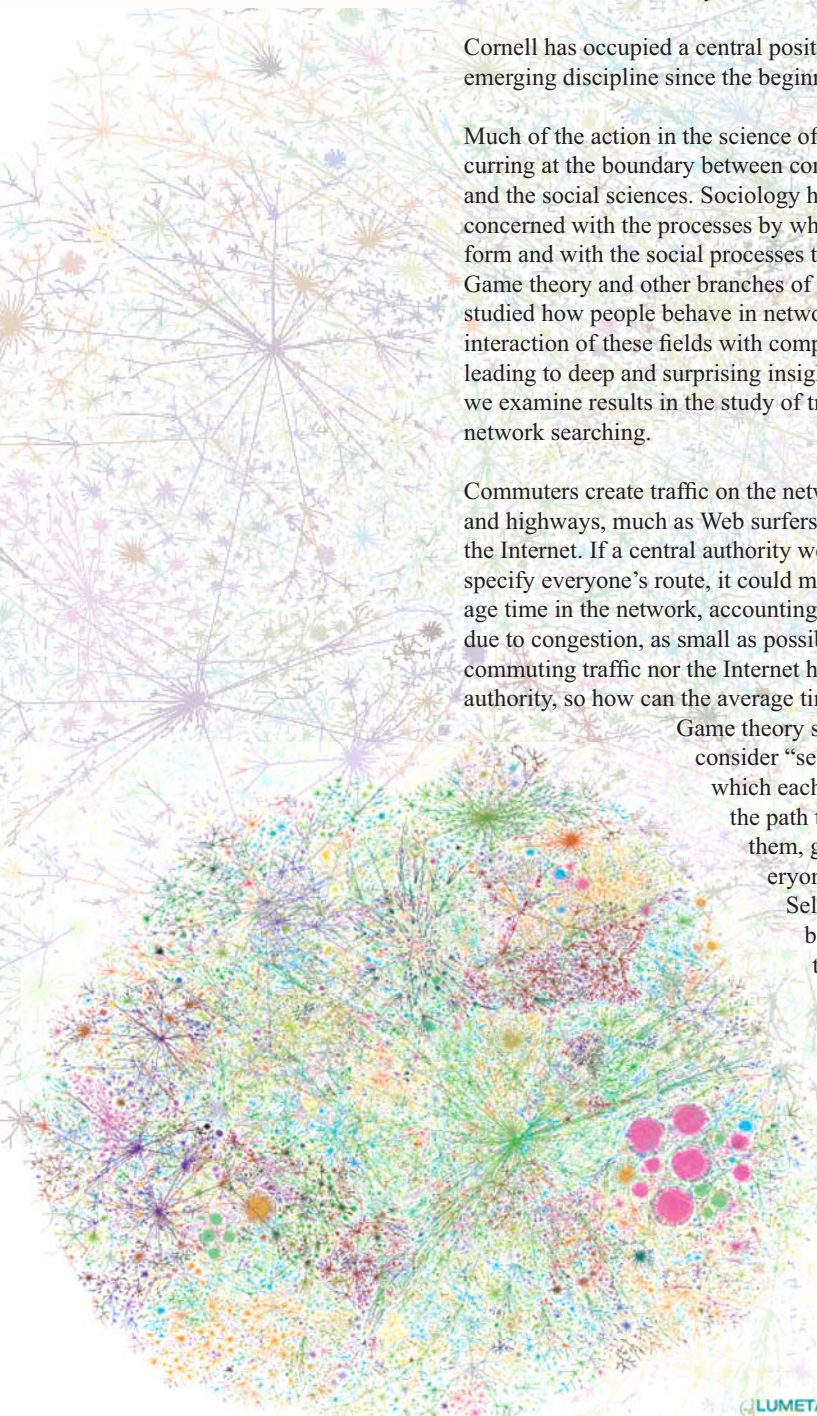 Cornell has occupied a central posit
emerging discipline since the beginn
Much of the action in the science of
curring at the boundary between con
and the social sciences. Sociology h
concerned with the processes by wh
form and with the social processes t
Game theory and other branches of
studied how people behave in netwo
interaction of these fields with comp
leading to deep and surprising insigh
we examine results in the study of tr
network searching.
Commuters create traffic on the netw
and highways, much as Web surfers
the Internet. If a central authority we
specify everyone’s route, it could m
age time in the network, accounting
due to congestion, as small as possib
commuting traffic nor the Internet h
authority, so how can the average tin
Game theory s
consider “se
which each
the path t
them, g
eryon
Sel
b
t
LUMETA